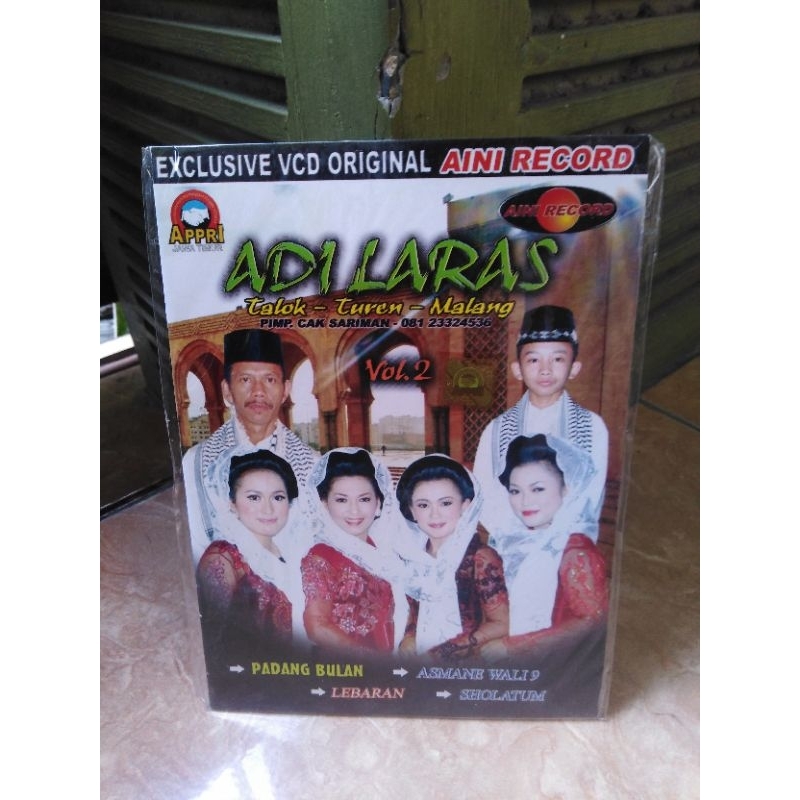 EXCLUSIVE VCD ORIGINAL AINI RECORD
APPRI
JAWA TIMUR
AINI RECORD
ADI LARAS
Talok - Turen - Malang
PIMP. CAK SARIMAN - 081 23324536
Vol. 2
PADANG BULAN
ASMANE WALI 9
LEBARAN
SHOLATUM